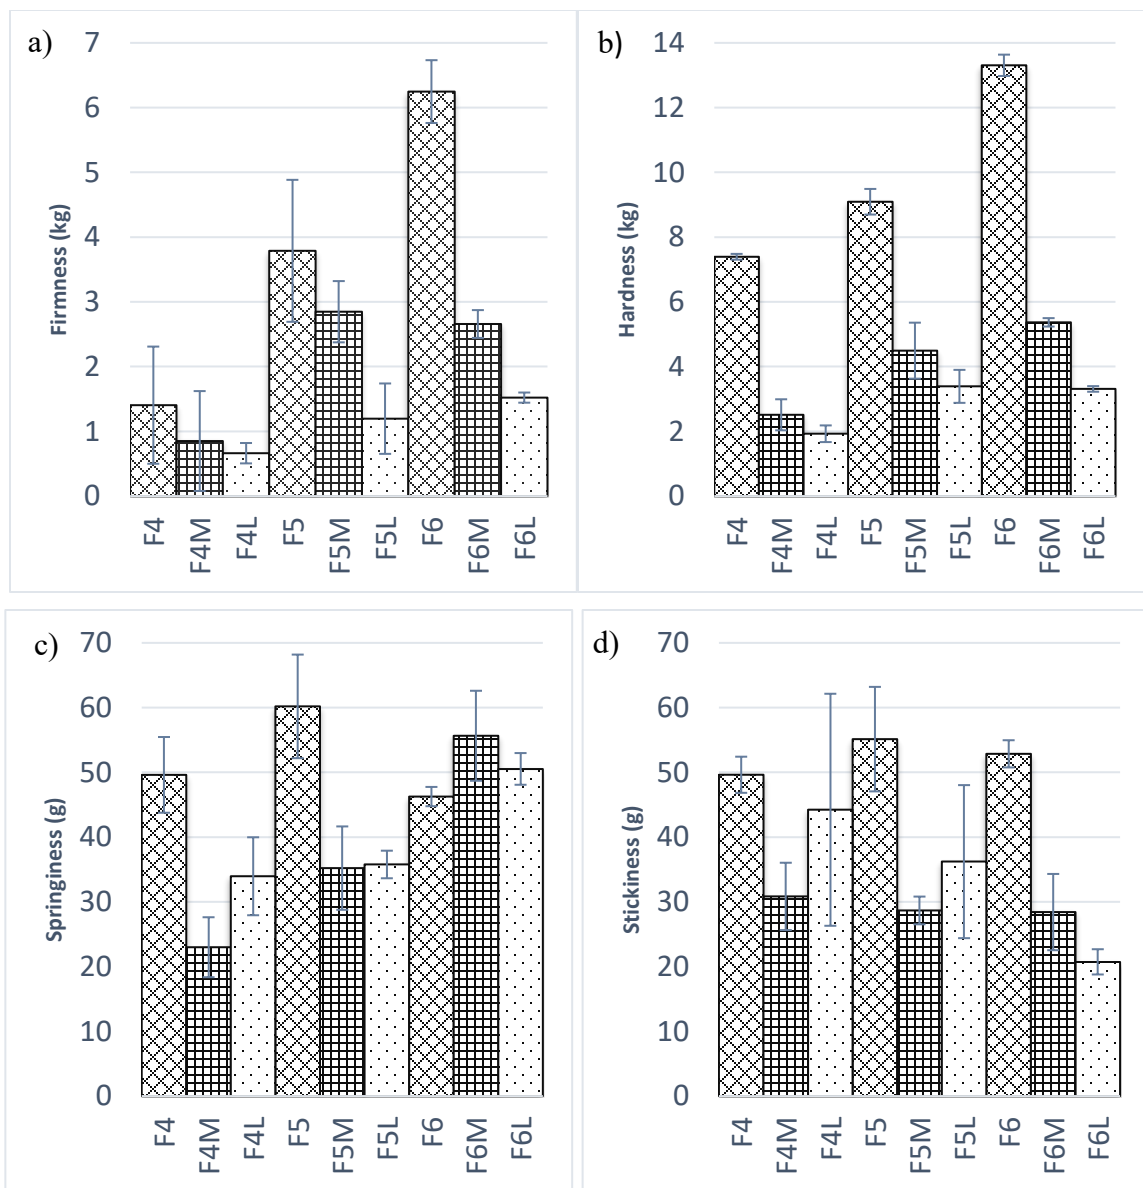 a)
7
6
5
4
3
2
1
0
Firmness (kg)
F4
F4M
F4L
F5
F5M
F5L
F6
F6M
F6L
b)
14
12
10
8
6
4
2
0
Hardness (kg)
F4
F4M
F4L
F5
F5M
F5L
F6
F6M
F6L
c)
70
60
50
40
30
20
10
0
Springiness (g)
F4
F4M
F4L
F5
F5M
F5L
F6
F6M
F6L
d)
70
60
50
40
30
20
10
0
Stickiness (g)
F4
F4M
F4L
F5
F5M
F5L
F6
F6M
F6L